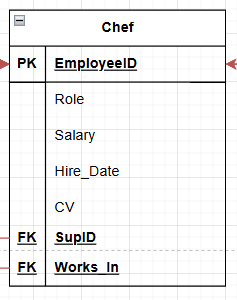 Chef
PK EmployeeID
Role
Salary
Hire_Date
CV
FK SupID
FK Works_In